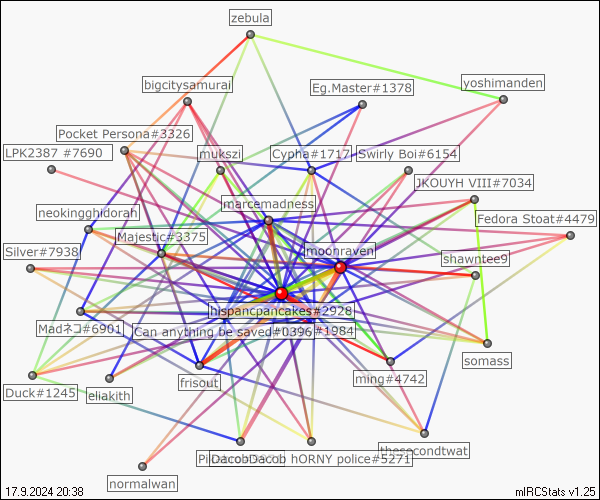 zebula
bigcitysamurai
Eg.Master#1378
yoshimanden
Pocket Persona#3326
LPK2387 #7690
mukszi
Cypha#1717
Swirly Boi#6154
JKOUYH VIII#7034
marcemadness
neokingghidorah
Fedora Stoat#4479
Majestic#3375
moonraven
Silver#7938
shawntee9
hispancpancakes#2928
Madネコ#6901
Can anything be saved#0396
#1984
somass
frisout
ming#4742
Duck#1245
eliakith
thesecondtwat
DacobDacob hORNY police#5271
normalwan
17.9.2024 20:38
mIRCStats v1.25